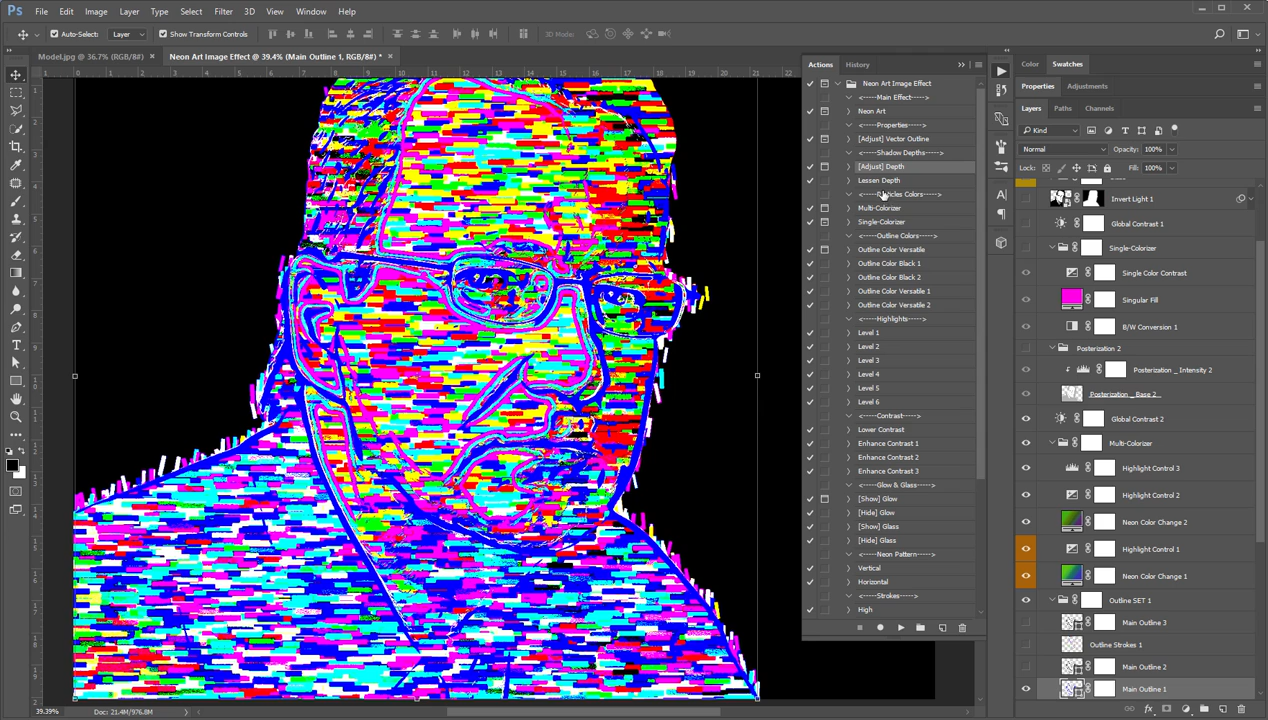 Ps File Edit Image Layer Type Select Filter 3D View Window Help
Auto-Select: Layer Show Transform Controls 3D Mode:
Model.jpg @ 36.7% (RGB/8#) × Neon Art Image Effect @ 39.4% (Main Outline 1, RGB/8#) * ×
Actions History
Neon Art Image Effect
<-----Main Effect---->
Neon Art
<-----Properties---->
[Adjust] Vector Outline
<-----Shadow Depths---->
[Adjust] Depth
Lessen Depth
Colors---->
Multi-Colorizer
Single-Colorizer
<-----Outline Colors---->
Outline Color Versatile
Outline Color Black 1
Outline Color Black 2
Outline Color Versatile 1
Outline Color Versatile 2
<-----Highlights---->
Level 1
Level 2
Level 3
Level 4
Level 5
Level 6
<-----Contrast---->
Lower Contrast
Enhance Contrast 1
Enhance Contrast 2
Enhance Contrast 3
<-----Glow & Glass---->
[Show] Glow
[Hide] Glow
[Show] Glass
[Hide] Glass
<-----Neon Pattern---->
Vertical
Horizontal
<-----Strokes---->
High
Color Swatches
Properties Adjustments
Layers Paths Channels
Kind
Normal Opacity: 100%
Lock: Fill: 100%
Invert Light 1
Global Contrast 1
Single-Colorizer
Single Color Contrast
Singular Fill
B/W Conversion 1
Posterization 2
Posterization _ Intensity 2
Posterization _ Base 2...
Global Contrast 2
Multi-Colorizer
Highlight Control 3
Highlight Control 2
Neon Color Change 2
Highlight Control 1
Neon Color Change 1
Outline SET 1
Main Outline 3
Outline Strokes 1
Main Outline 2
Main Outline 1
39.39% Doc: 21.4M/976.8M